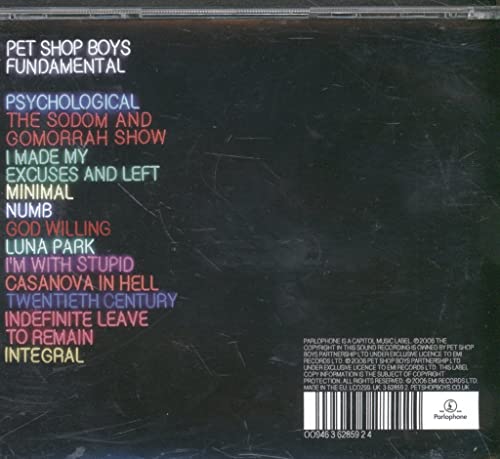 PET SHOP BOYS
FUNDAMENTAL
PSYCHOLOGICAL
THE SODOM AND
GOMORRAH SHOW
I MADE MY
EXCUSES AND LEFT
MINIMAL
NUMB
GOD WILLING
LUNA PARK
I'M WITH STUPID
CASANOVA IN HELL
TWENTIETH CENTURY
INDEFINITE LEAVE
TO REMAIN
INTEGRAL
PARLOPHONE IS A CAPITOL MUSIC LABEL. ℗ 2006 THE
COPYRIGHT IN THIS SOUND RECORDING IS OWNED BY PET SHOP
BOYS PARTNERSHIP LTD UNDER EXCLUSIVE LICENCE TO EMI
RECORDS LTD. © 2006 PET SHOP BOYS PARTNERSHIP LTD
UNDER EXCLUSIVE LICENCE TO EMI RECORDS LTD. THIS LABEL
COPY INFORMATION IS THE SUBJECT OF COPYRIGHT
PROTECTION. ALL RIGHTS RESERVED. © 2006 EMI RECORDS LTD.
MADE IN THE EU. LC0299. UK: 3 62859 2. PETSHOPBOYS.CO.UK
Parlophone
00946 3 62859 2 4